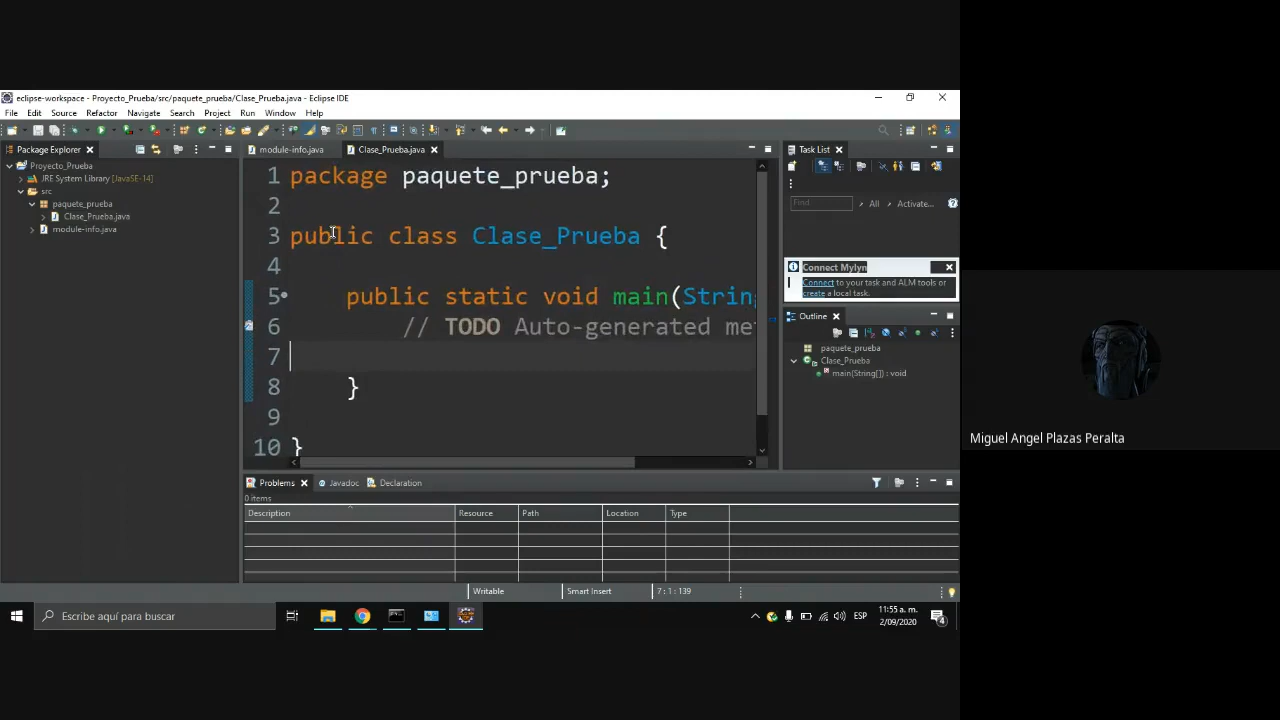 eclipse-workspace - Proyecto_Prueba/src/paquete_prueba/Clase_Prueba.java - Eclipse IDE
File Edit Source Refactor Navigate Search Project Run Window Help
Package Explorer
Proyecto_Prueba
JRE System Library [JavaSE-14]
src
paquete_prueba
Clase_Prueba.java
module-info.java
module-info.java Clase_Prueba.java
1 package paquete_prueba;
2
3 public class Clase_Prueba {
4
5 public static void main(String
6 // TODO Auto-generated me
7
8 }
9
10 }
Task List
Find All Activate...
Connect Mylyn
Connect to your task and ALM tools or
create a local task.
Outline
paquete_prueba
Clase_Prueba
main(String[]) : void
Problems Javadoc Declaration
0 items
Description Resource Path Location Type
Writable Smart Insert 7 : 1 : 139
Escribe aquí para buscar
ESP
11:55 a. m.
2/09/2020
4
Miguel Angel Plazas Peralta